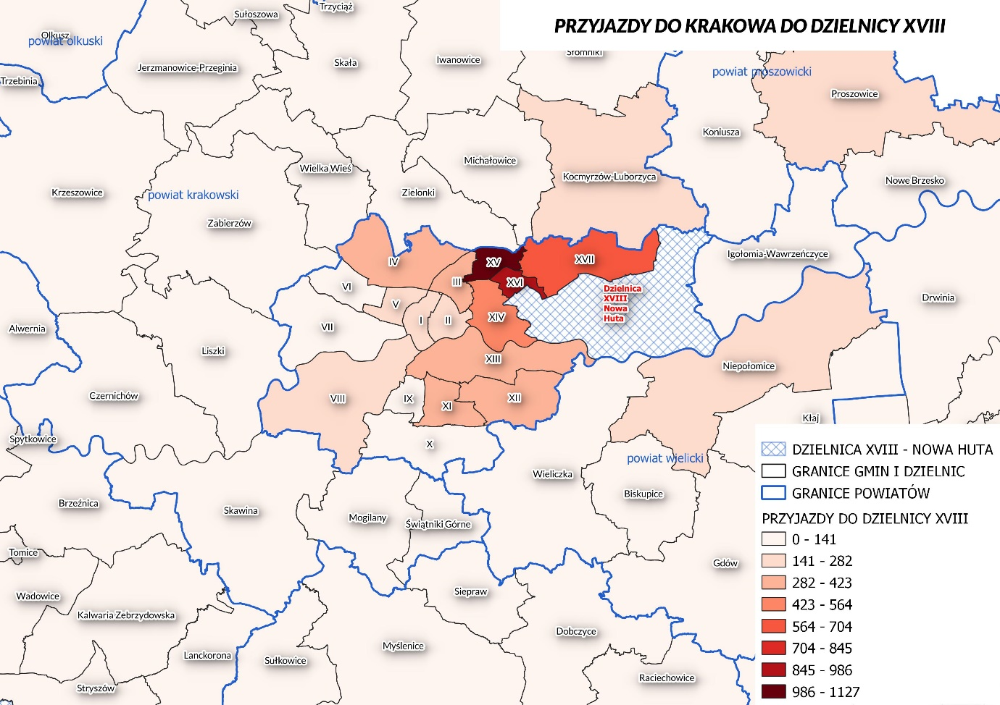 PRZYJAZDY DO KRAKOWA DO DZIELNICY XVIII
Trzyciąż
Sułoszowa
Olkusz
powiat olkuski
Słomniki
Iwanowice
Skała
Jerzmanowice-Przeginia
Trzebinia
powiat proszowicki
Proszowice
Koniusza
Michałowice
Wielka Wieś
Kocmyrzów-Luborzyca
Nowe Brzesko
Krzeszowice
powiat krakowski
Zielonki
Zabierzów
Igołomia-Wawrzeńczyce
IV
XV
XVII
III
XVI
VI
Dzielnica
XVIII
Nowa
Huta
Drwinia
V
I
II
XIV
VII
Alwernia
Liszki
XIII
Niepołomice
Czernichów
VIII
IX
XI
XII
Kłaj
Spytkowice
X
powiat wielicki
Wieliczka
Biskupice
Brzeźnica
Skawina
Mogilany
Świątniki Górne
Tomice
Gdów
Wadowice
Siepraw
Kalwaria Zebrzydowska
Dobczyce
Myślenice
Lanckorona
Sułkowice
Raciechowice
Stryszów
DZIELNICA XVIII - NOWA HUTA
GRANICE GMIN I DZIELNIC
GRANICE POWIATÓW
PRZYJAZDY DO DZIELNICY XVIII
0 - 141
141 - 282
282 - 423
423 - 564
564 - 704
704 - 845
845 - 986
986 - 1127